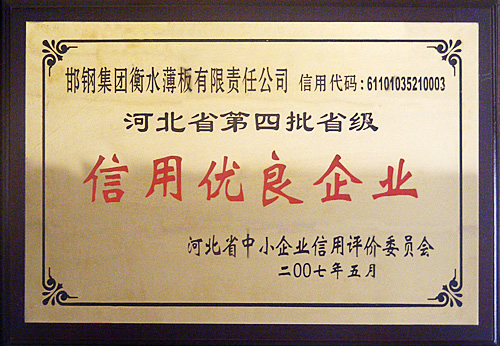 邯钢集团衡水薄板有限责任公司 信用代码:61101035210003
河北省第四批省级
信用优良企业
河北省中小企业信用评价委员会
二OO七年五月